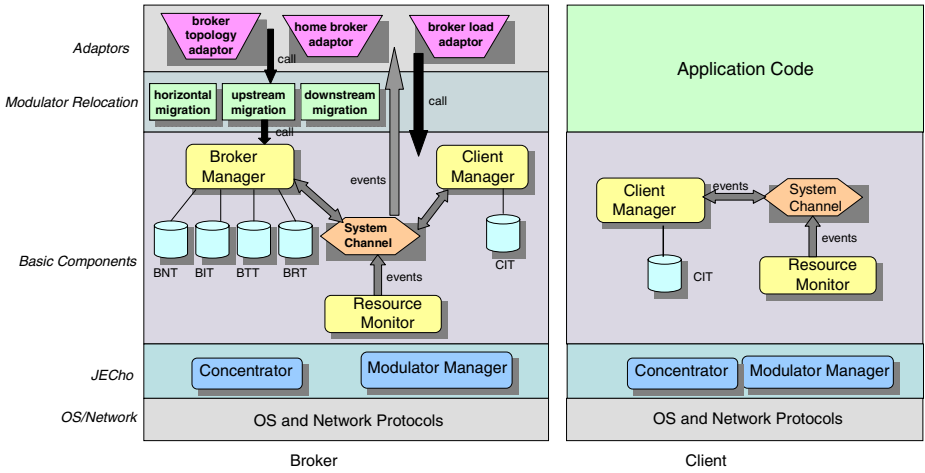 Adaptors
broker
topology
adaptor
home broker
adaptor
broker load
adaptor
call
Modulator Relocation
horizontal
migration
upstream
migration
downstream
migration
call
call
Application Code
Broker
Manager
events
Client
Manager
System
Channel
BNT
BIT
BTT
BRT
CIT
events
Resource
Monitor
Basic Components
Client
Manager
events
System
Channel
events
CIT
Resource
Monitor
JECho
Concentrator
Modulator Manager
Concentrator
Modulator Manager
OS/Network
OS and Network Protocols
OS and Network Protocols
Broker
Client